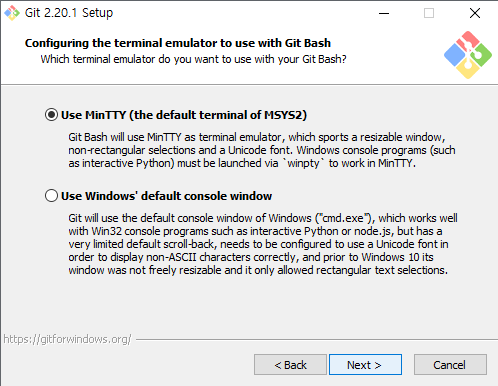 Git 2.20.1 Setup
Configuring the terminal emulator to use with Git Bash
Which terminal emulator do you want to use with your Git Bash?
Use MinTTY (the default terminal of MSYS2)
Git Bash will use MinTTY as terminal emulator, which sports a resizable window,
non-rectangular selections and a Unicode font. Windows console programs (such
as interactive Python) must be launched via `winpty` to work in MinTTY.
Use Windows' default console window
Git will use the default console window of Windows ("cmd.exe"), which works well
with Win32 console programs such as interactive Python or node.js, but has a
very limited default scroll-back, needs to be configured to use a Unicode font in
order to display non-ASCII characters correctly, and prior to Windows 10 its
window was not freely resizable and it only allowed rectangular text selections.
https://gitforwindows.org/
< Back
Next >
Cancel